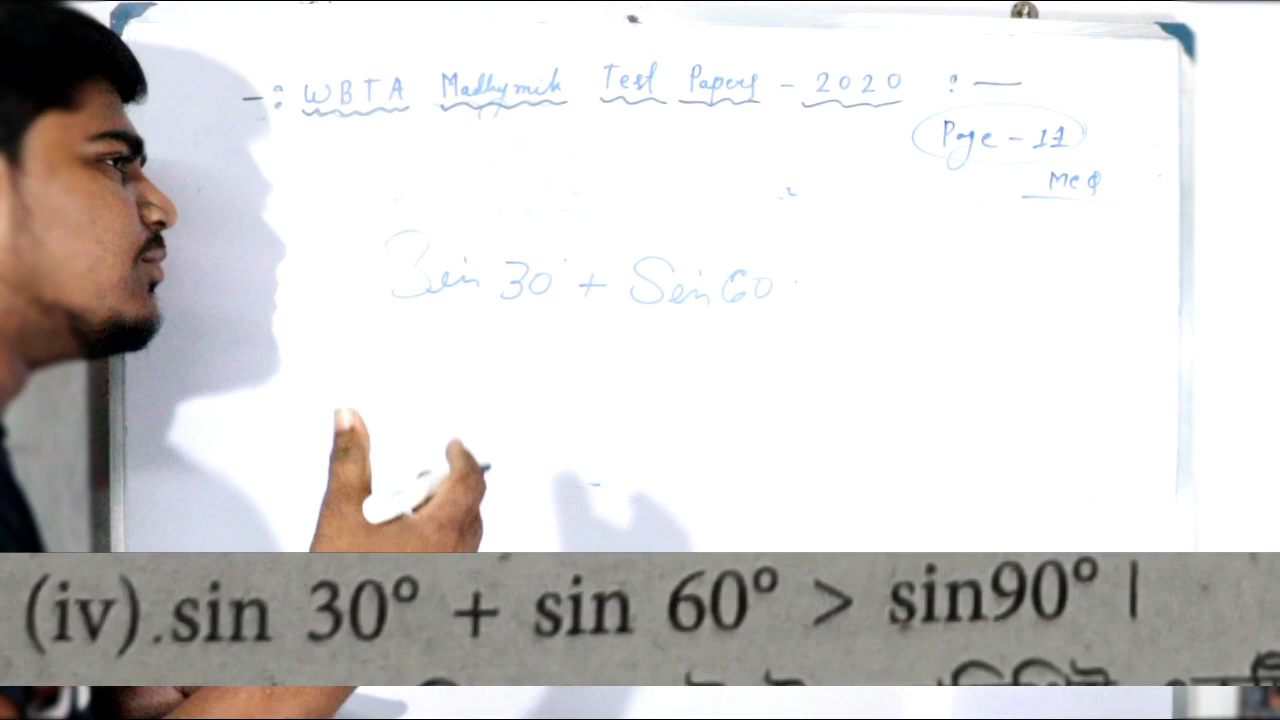 -: WBTA Madhymik Test Papers - 2020 :-
Page - 11
MCQ
Sin 30 + Sin 60
(iv). sin 30° + sin 60° > sin90° |